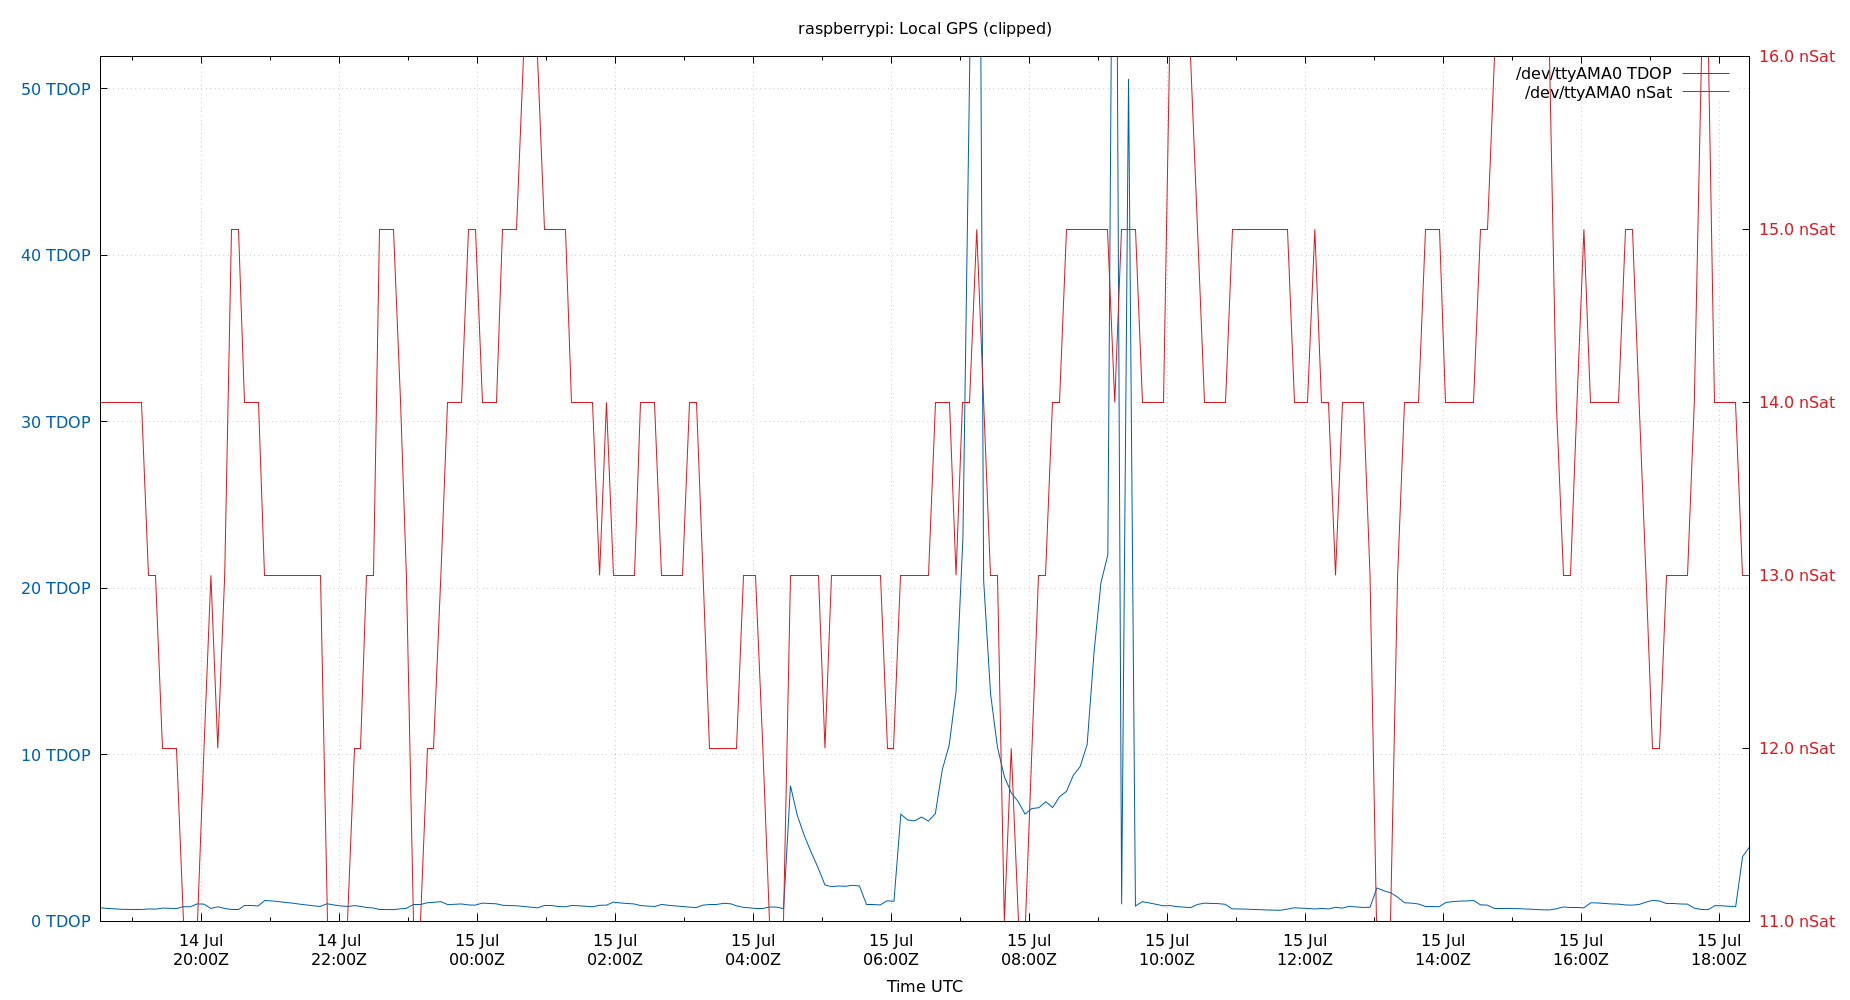 raspberrypi: Local GPS (clipped)
50 TDOP
40 TDOP
30 TDOP
20 TDOP
10 TDOP
0 TDOP
16.0 nSat
15.0 nSat
14.0 nSat
13.0 nSat
12.0 nSat
11.0 nSat
/dev/ttyAMA0 TDOP
/dev/ttyAMA0 nSat
14 Jul
20:00Z
14 Jul
22:00Z
15 Jul
00:00Z
15 Jul
02:00Z
15 Jul
04:00Z
15 Jul
06:00Z
15 Jul
08:00Z
15 Jul
10:00Z
15 Jul
12:00Z
15 Jul
14:00Z
15 Jul
16:00Z
15 Jul
18:00Z
Time UTC